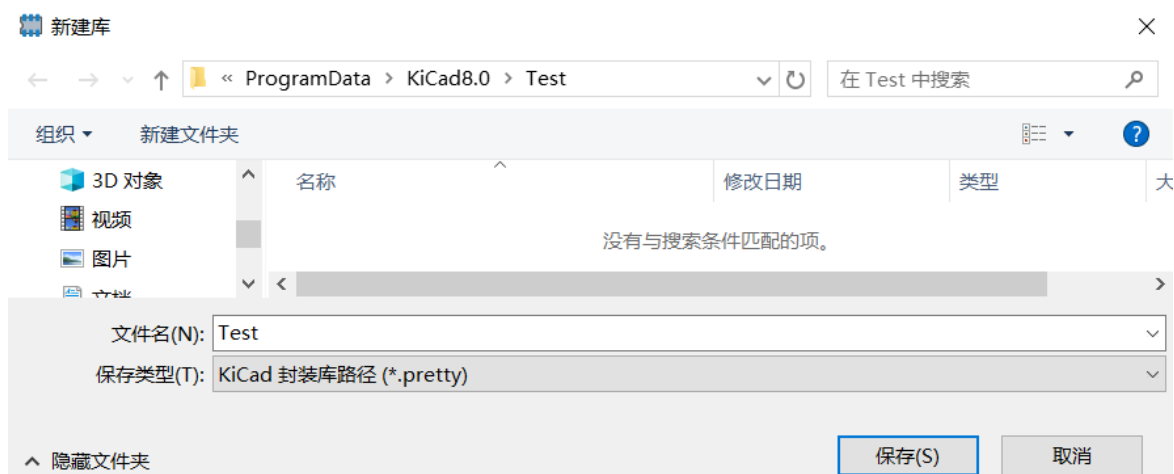 新建库
« ProgramData > KiCad8.0 > Test
在 Test 中搜索
组织 新建文件夹
名称 修改日期 类型 大
3D 对象
视频
没有与搜索条件匹配的项。
图片
文档
文件名(N): Test
保存类型(T): KiCad 封装库路径 (*.pretty)
隐藏文件夹 保存(S) 取消